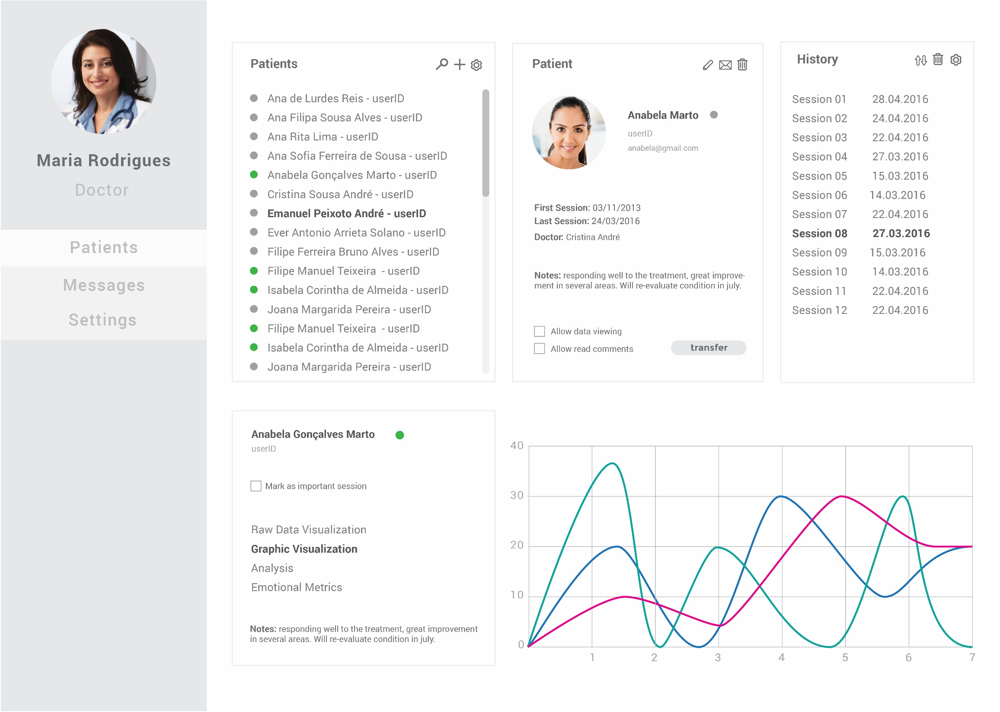 Maria Rodrigues
Doctor
Patients
Messages
Settings
Patients
Ana de Lurdes Reis - userID
Ana Filipa Sousa Alves - userID
Ana Rita Lima - userID
Ana Sofia Ferreira de Sousa - userID
Anabela Gonçalves Marto - userID
Cristina Sousa André - userID
Emanuel Peixoto André - userID
Ever Antonio Arrieta Solano - userID
Filipe Ferreira Bruno Alves - userID
Filipe Manuel Teixeira  - userID
Isabela Corintha de Almeida - userID
Joana Margarida Pereira - userID
Filipe Manuel Teixeira  - userID
Isabela Corintha de Almeida - userID
Joana Margarida Pereira - userID
Patient
Anabela Marto
userID
anabela@gmail.com
First Session: 03/11/2013
Last Session: 24/03/2016
Doctor: Cristina André
Notes: responding well to the treatment, great improve-
ment in several areas. Will re-evaluate condition in july.
Allow data viewing
Allow read comments
transfer
History
Session 01 28.04.2016
Session 02 24.04.2016
Session 03 22.04.2016
Session 04 27.03.2016
Session 05 15.03.2016
Session 06 14.03.2016
Session 07 22.04.2016
Session 08 27.03.2016
Session 09 15.03.2016
Session 10 14.03.2016
Session 11 22.04.2016
Session 12 22.04.2016
Anabela Gonçalves Marto
userID
Mark as important session
Raw Data Visualization
Graphic Visualization
Analysis
Emotional Metrics
Notes: responding well to the treatment, great improvement
in several areas. Will re-evaluate condition in july.
40
30
20
10
0
1 2 3 4 5 6 7